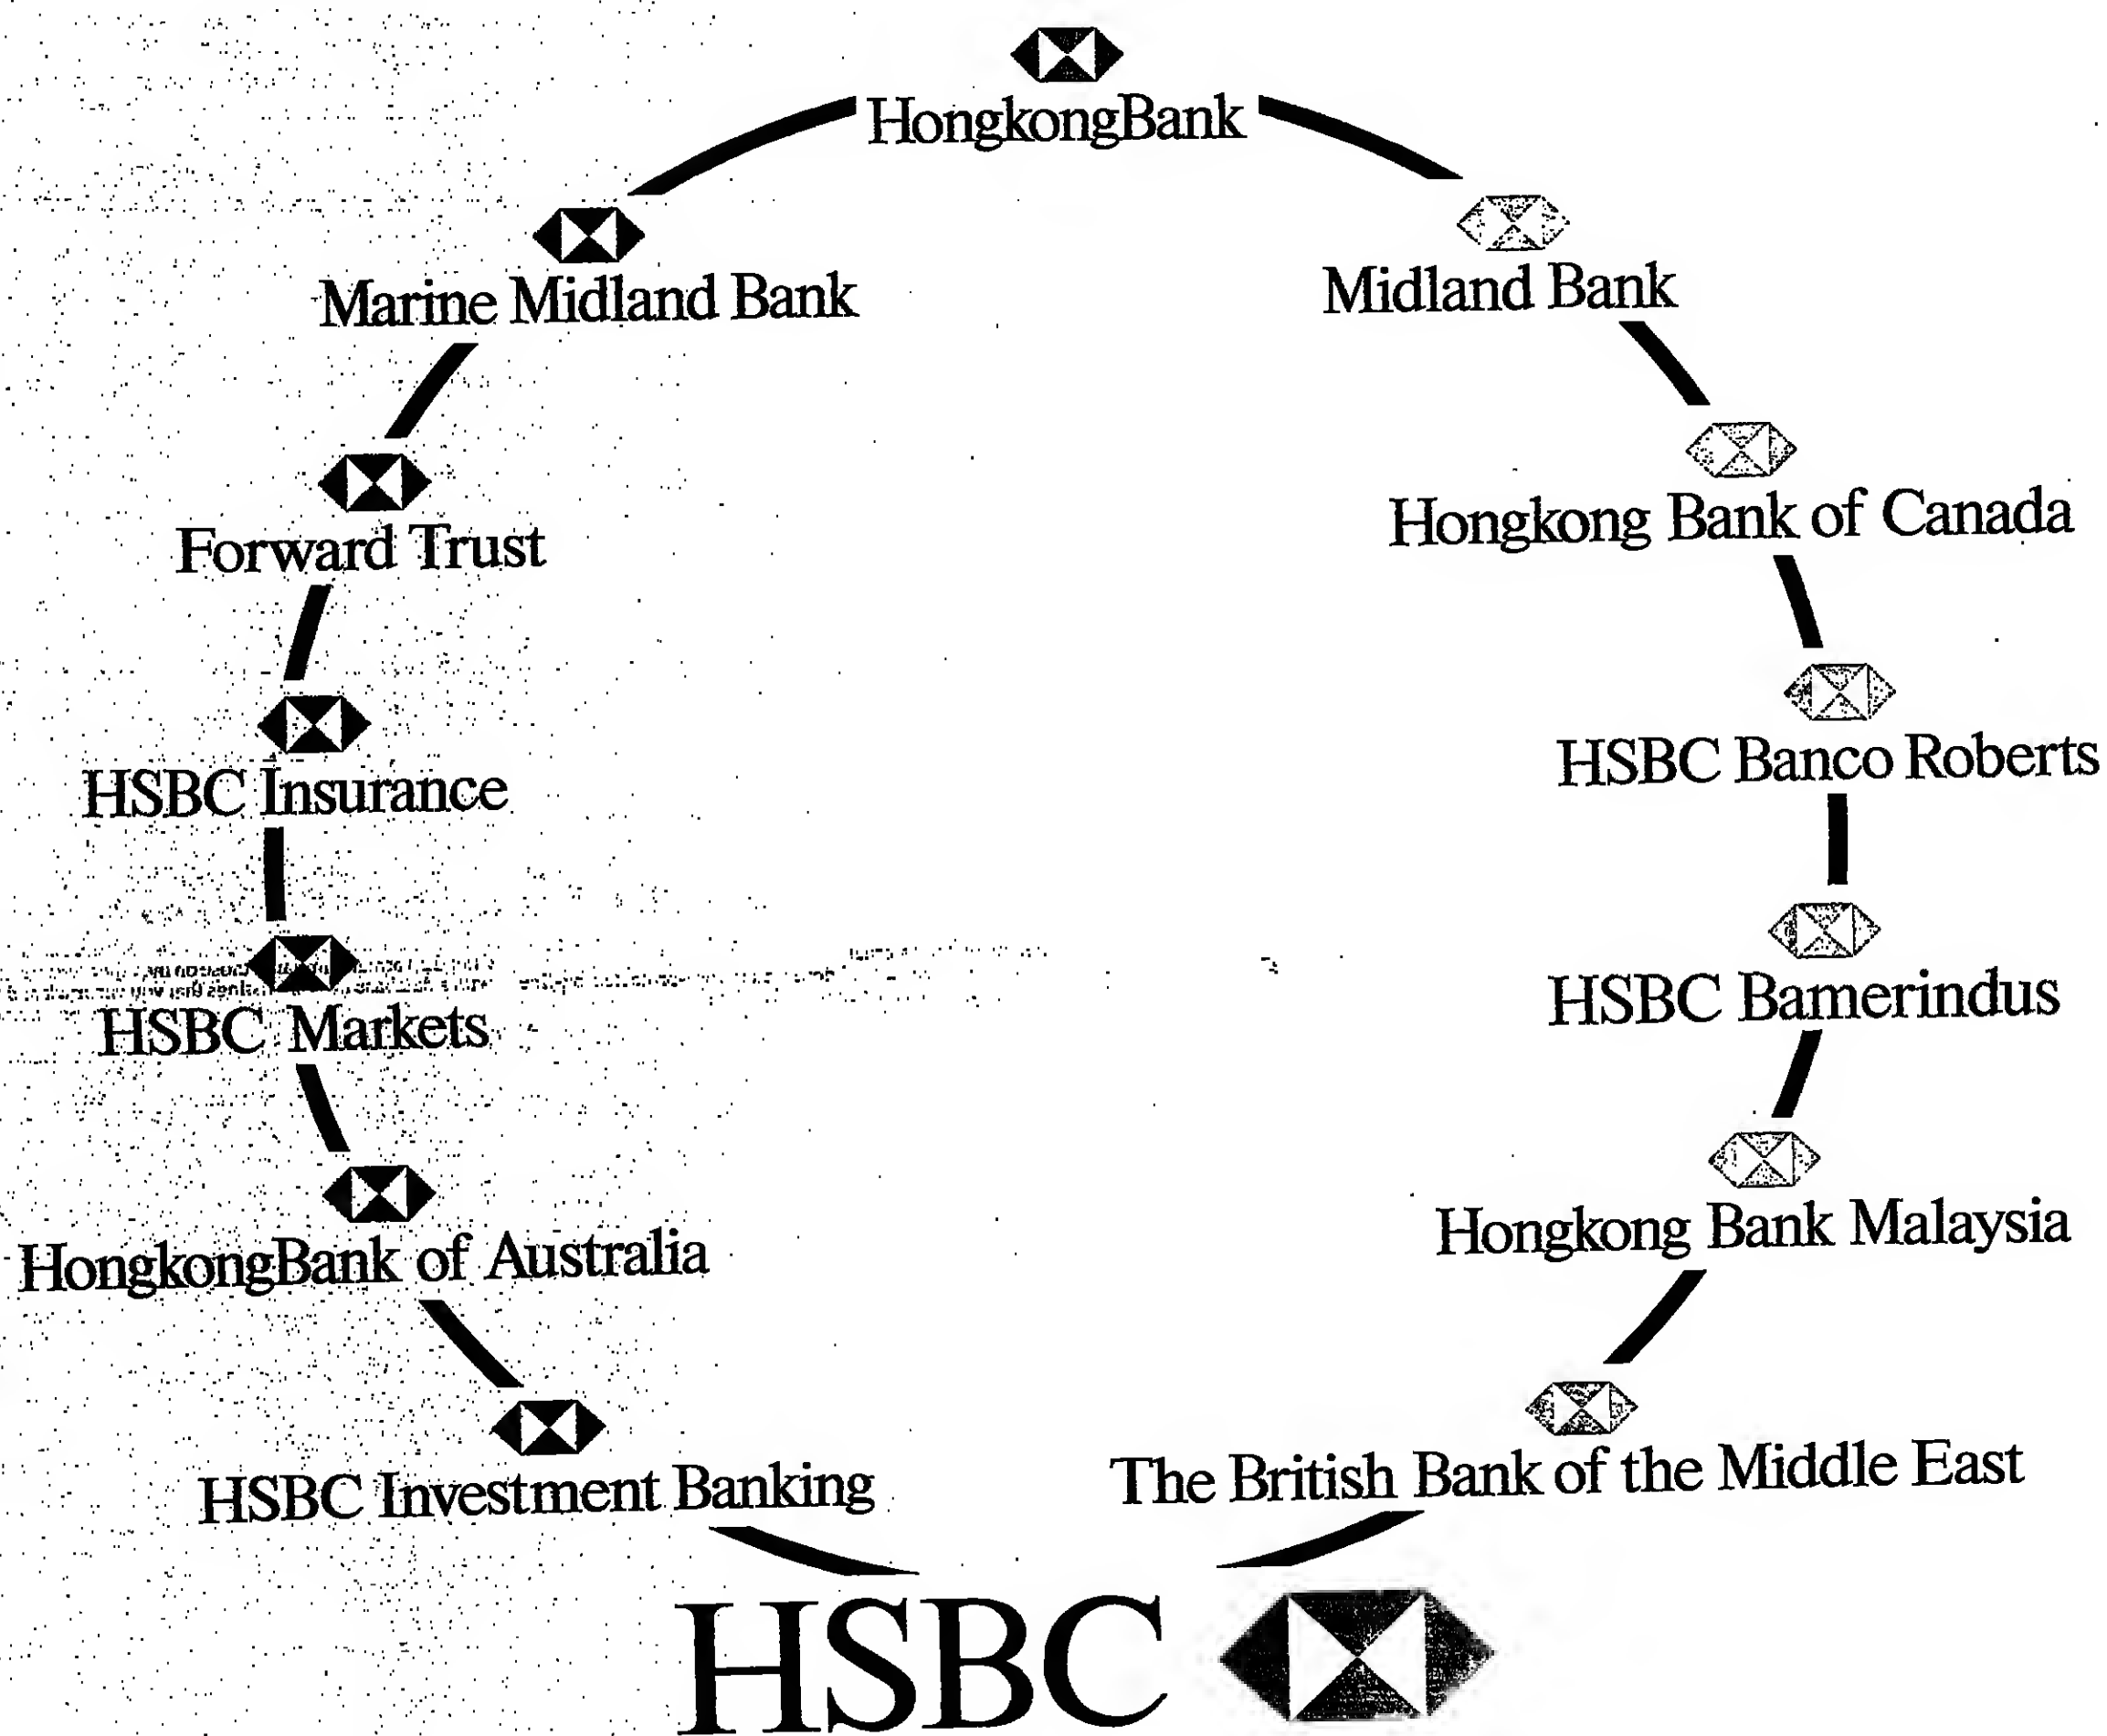 HongkongBank
Marine Midland Bank
Midland Bank
Forward Trust
Hongkong Bank of Canada
HSBC Insurance
HSBC Banco Roberts
HSBC Markets
HSBC Bamerindus
HongkongBank of Australia
Hongkong Bank Malaysia
HSBC Investment Banking
The British Bank of the Middle East
HSBC